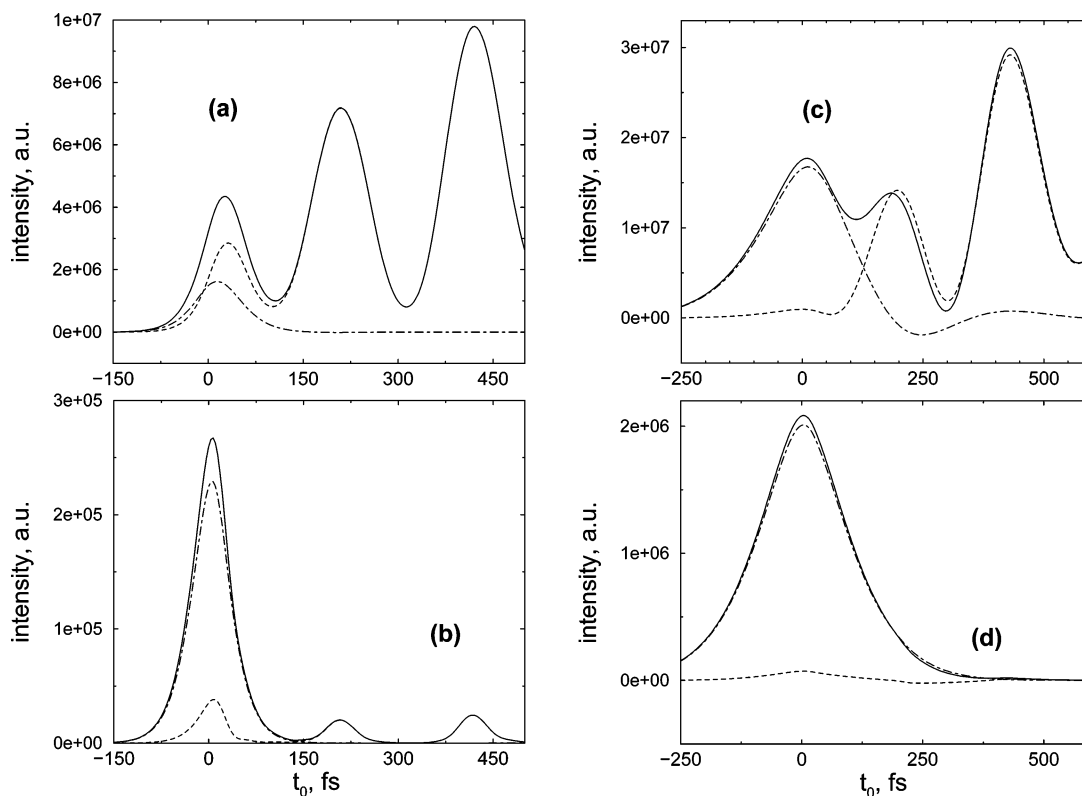 1e+07
8e+06
6e+06
4e+06
2e+06
0e+00
intensity, a.u.
(a)
−150 0 150 300 450
3e+07
2e+07
1e+07
0e+00
intensity, a.u.
(c)
−250 0 250 500
3e+05
2e+05
1e+05
0e+00
intensity, a.u.
(b)
-150 0 150 300 450
t0, fs
2e+06
1e+06
0e+00
intensity, a.u.
(d)
−250 0 250 500
t0, fs